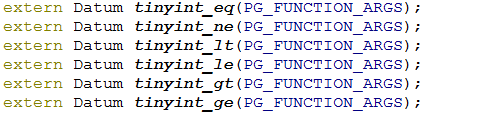 extern Datum tinyint_eq(PG_FUNCTION_ARGS);
extern Datum tinyint_ne(PG_FUNCTION_ARGS);
extern Datum tinyint_lt(PG_FUNCTION_ARGS);
extern Datum tinyint_le(PG_FUNCTION_ARGS);
extern Datum tinyint_gt(PG_FUNCTION_ARGS);
extern Datum tinyint_ge(PG_FUNCTION_ARGS);